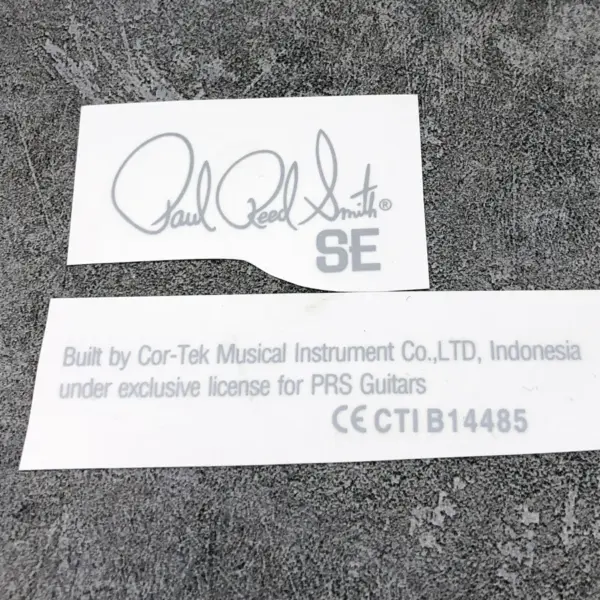 Paul Reed Smith®
SE
Built by Cor-Tek Musical Instrument Co.,LTD, Indonesia
under exclusive license for PRS Guitars
CE CTI B14485